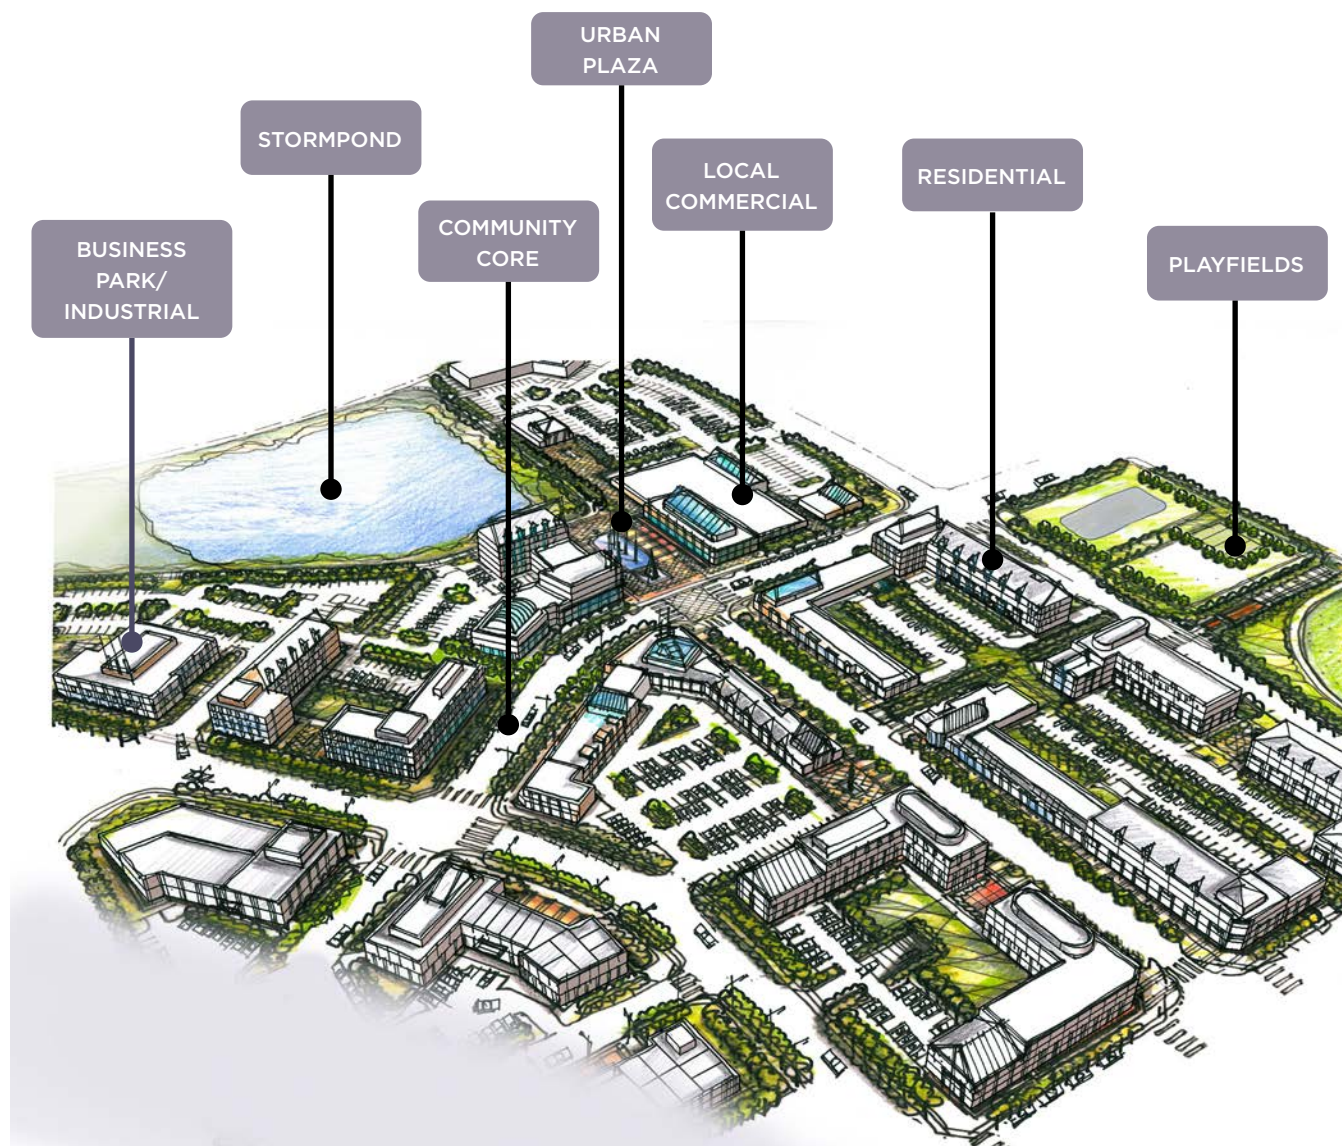 URBAN
PLAZA
STORMPOND
LOCAL
COMMERCIAL
RESIDENTIAL
COMMUNITY
CORE
BUSINESS
PARK/
INDUSTRIAL
PLAYFIELDS